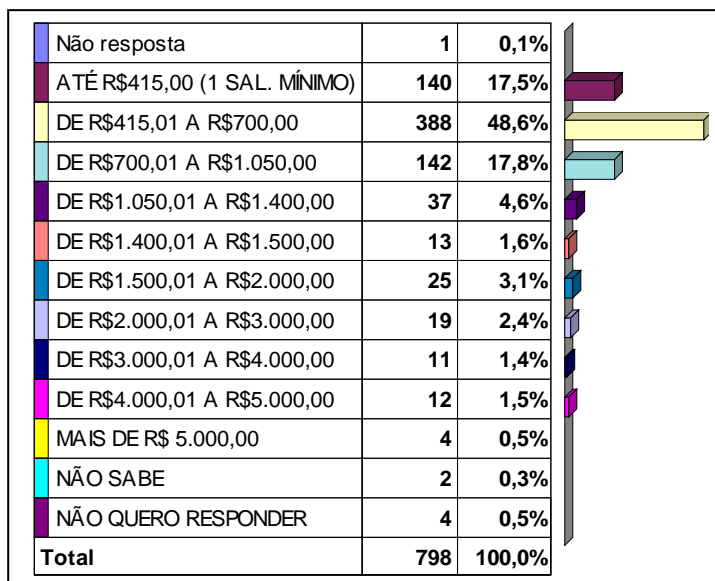 Não resposta 1 0,1%
ATÉ R$415,00 (1 SAL. MÍNIMO) 140 17,5%
DE R$415,01 A R$700,00 388 48,6%
DE R$700,01 A R$1.050,00 142 17,8%
DE R$1.050,01 A R$1.400,00 37 4,6%
DE R$1.400,01 A R$1.500,00 13 1,6%
DE R$1.500,01 A R$2.000,00 25 3,1%
DE R$2.000,01 A R$3.000,00 19 2,4%
DE R$3.000,01 A R$4.000,00 11 1,4%
DE R$4.000,01 A R$5.000,00 12 1,5%
MAIS DE R$ 5.000,00 4 0,5%
NÃO SABE 2 0,3%
NÃO QUERO RESPONDER 4 0,5%
Total 798 100,0%